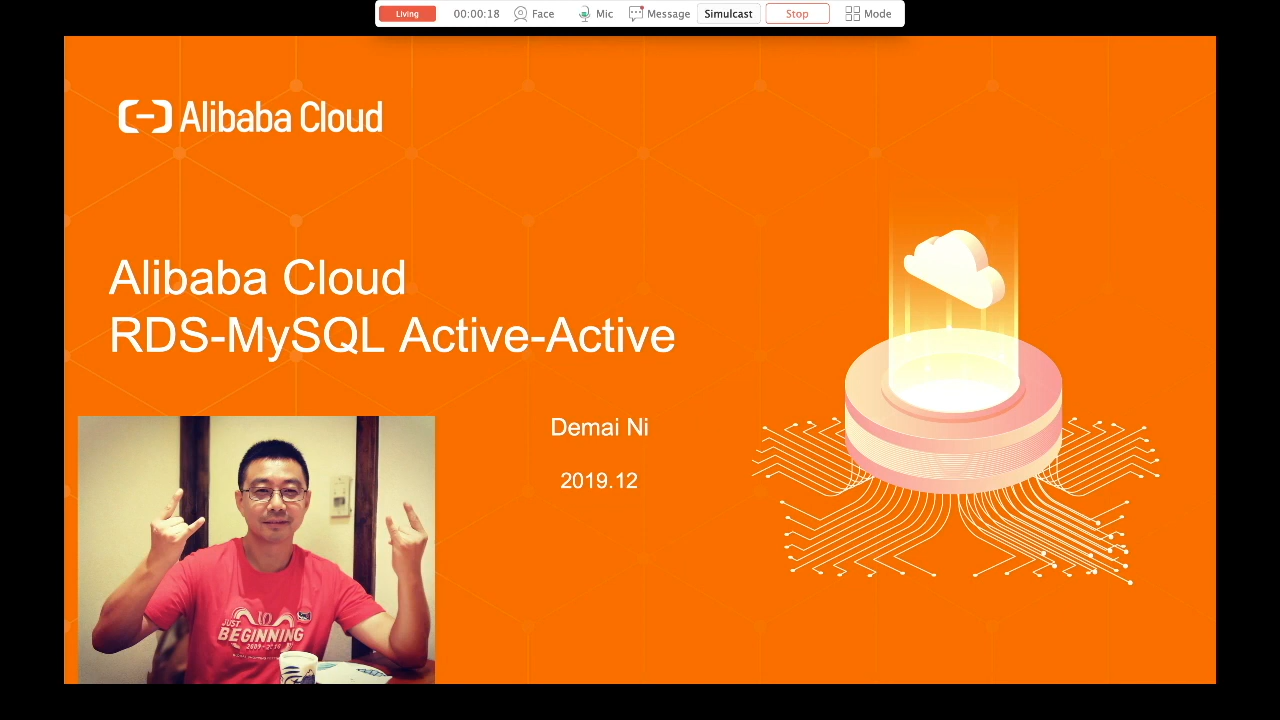 Living 00:00:18 Face Mic Message Simulcast Stop Mode
Alibaba Cloud
Alibaba Cloud
RDS-MySQL Active-Active
Demai Ni
2019.12
10
JUST
BEGINNING